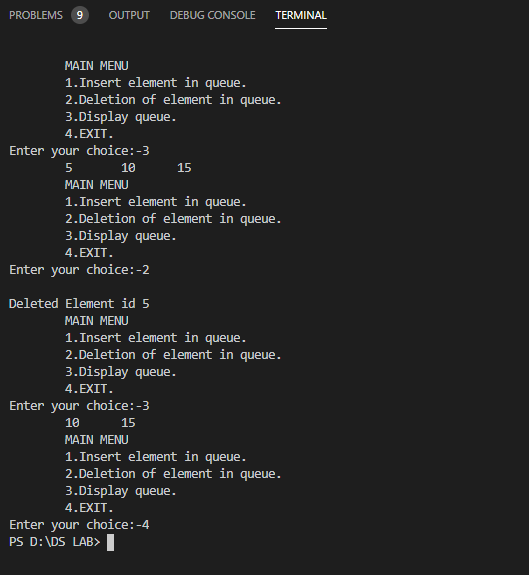 PROBLEMS 9 OUTPUT DEBUG CONSOLE TERMINAL
MAIN MENU
1.Insert element in queue.
2.Deletion of element in queue.
3.Display queue.
4.EXIT.
Enter your choice:-3
5 10 15
MAIN MENU
1.Insert element in queue.
2.Deletion of element in queue.
3.Display queue.
4.EXIT.
Enter your choice:-2
Deleted Element id 5
MAIN MENU
1.Insert element in queue.
2.Deletion of element in queue.
3.Display queue.
4.EXIT.
Enter your choice:-3
10 15
MAIN MENU
1.Insert element in queue.
2.Deletion of element in queue.
3.Display queue.
4.EXIT.
Enter your choice:-4
PS D:\DS LAB>